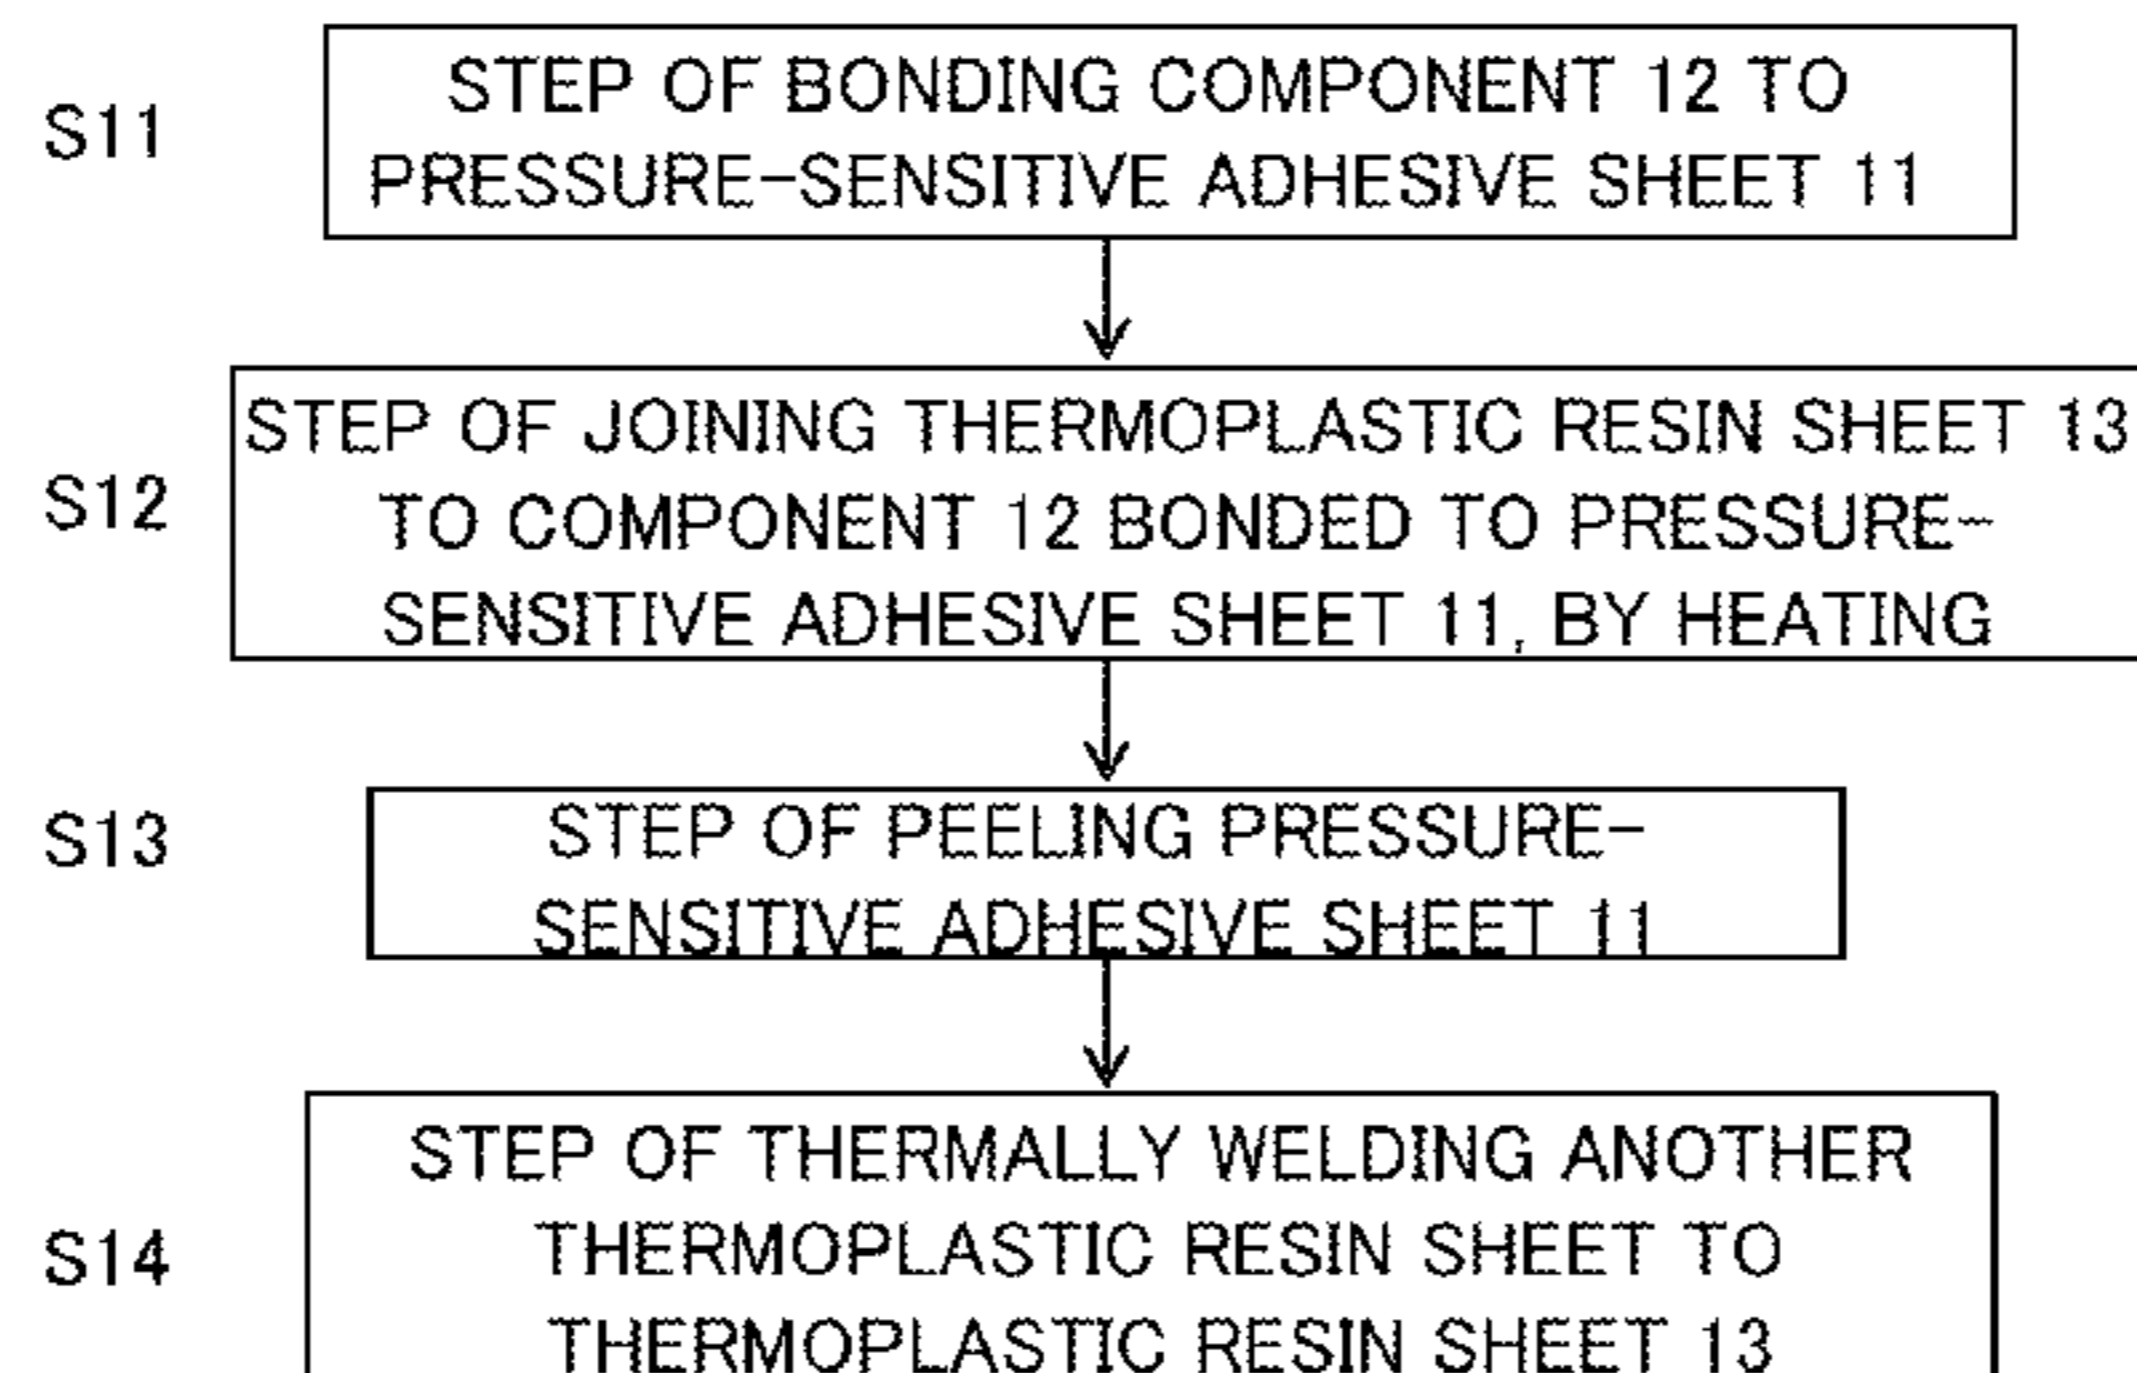 S11
STEP OF BONDING COMPONENT 12 TO
PRESSURE-SENSITIVE ADHESIVE SHEET 11
S12
STEP OF JOINING THERMOPLASTIC RESIN SHEET 13
TO COMPONENT 12 BONDED TO PRESSURE-
SENSITIVE ADHESIVE SHEET 11, BY HEATING
S13
STEP OF PEELING PRESSURE-
SENSITIVE ADHESIVE SHEET 11
S14
STEP OF THERMALLY WELDING ANOTHER
THERMOPLASTIC RESIN SHEET TO
THERMOPLASTIC RESIN SHEET 13